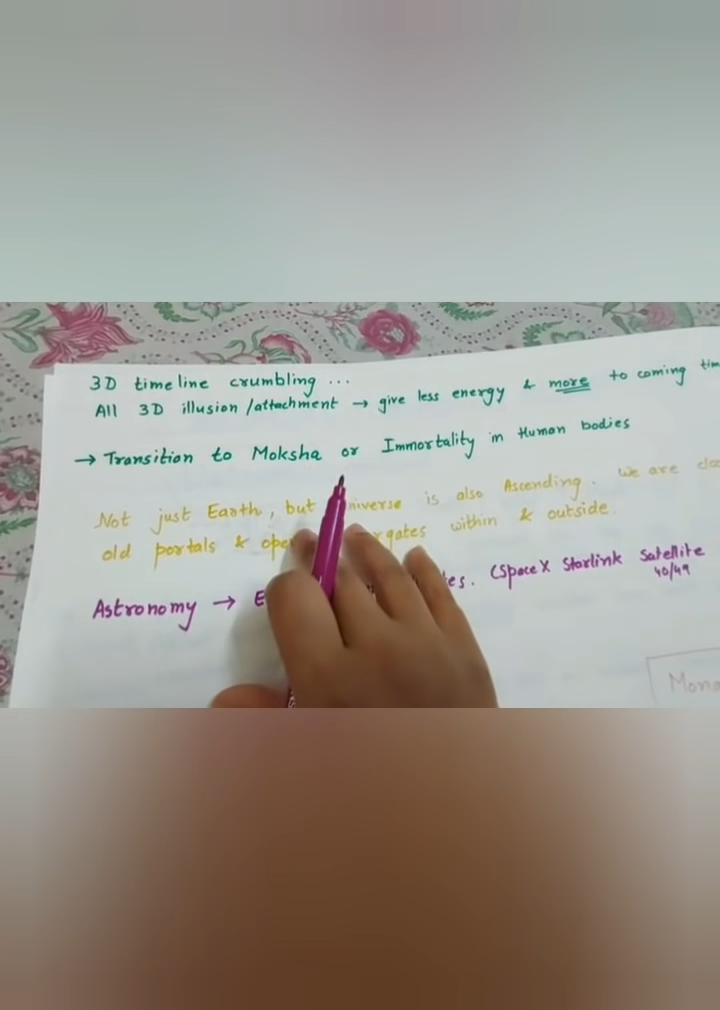 3D timeline crumbling ...
All 3D illusion/attachment → give less energy & more to coming
→ Transition to Moksha or Immortality in Human bodies
Not just Earth, but is also Ascending. We are
old portals & within & outside.
Astronomy → (SpaceX Starlink Satellite
40/49